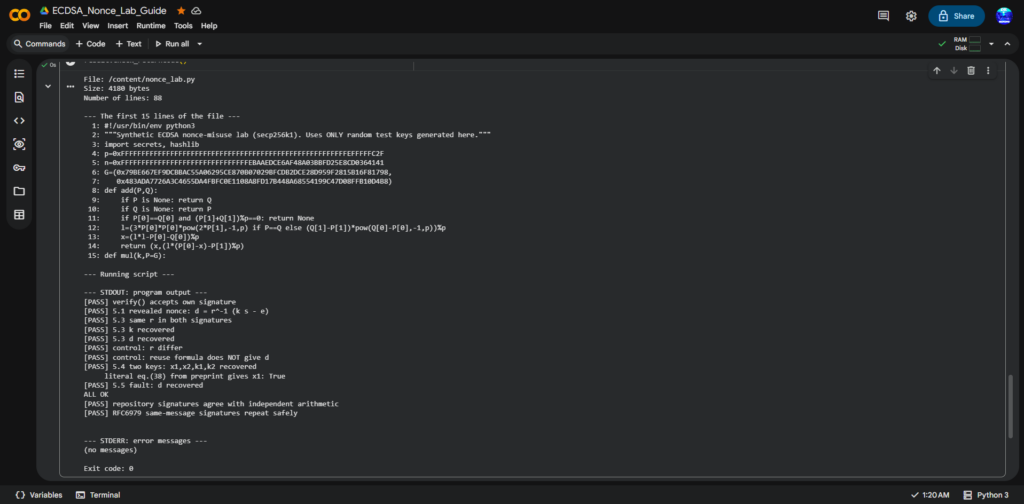 ECDSA_Nonce_Lab_Guide
File Edit View Insert Runtime Tools Help
Share
Commands + Code + Text Run all
RAM
Disk
0s
File: /content/nonce_lab.py
Size: 4180 bytes
Number of lines: 88
--- The first 15 lines of the file ---
1: #!/usr/bin/env python3
2: """Synthetic ECDSA nonce-misuse lab (secp256k1). Uses ONLY random test keys generated here."""
3: import secrets, hashlib
4: p=0xFFFFFFFFFFFFFFFFFFFFFFFFFFFFFFFFFFFFFFFFFFFFFFFFFFFFFFFEFFFFFC2F
5: n=0xFFFFFFFFFFFFFFFFFFFFFFFFFFFFFFFEBAAEDCE6AF48A03BBFD25E8CD0364141
6: G=(0x79BE667EF9DCBBAC55A06295CE870B07029BFCDB2DCE28D959F2815B16F81798,
7: 0x483ADA7726A3C4655DA4FBFC0E1108A8FD17B448A68554199C47D08FFB10D4B8)
8: def add(P,Q):
9: if P is None: return Q
10: if Q is None: return P
11: if P[0]==Q[0] and (P[1]+Q[1])%p==0: return None
12: l=(3*P[0]*P[0]*pow(2*P[1],-1,p) if P==Q else (Q[1]-P[1])*pow(Q[0]-P[0],-1,p))%p
13: x=(l*l-P[0]-Q[0])%p
14: return (x,(l*(P[0]-x)-P[1])%p)
15: def mul(k,P=G):
--- Running script ---
--- STDOUT: program output ---
[PASS] verify() accepts own signature
[PASS] 5.1 revealed nonce: d = r^-1 (k s - e)
[PASS] 5.3 same r in both signatures
[PASS] 5.3 k recovered
[PASS] 5.3 d recovered
[PASS] control: r differ
[PASS] control: reuse formula does NOT give d
[PASS] 5.4 two keys: x1,x2,k1,k2 recovered
literal eq.(38) from preprint gives x1: True
[PASS] 5.5 fault: d recovered
ALL OK
[PASS] repository signatures agree with independent arithmetic
[PASS] RFC6979 same-message signatures repeat safely
--- STDERR: error messages ---
(no messages)
Exit code: 0
Variables Terminal
1:20 AM Python 3